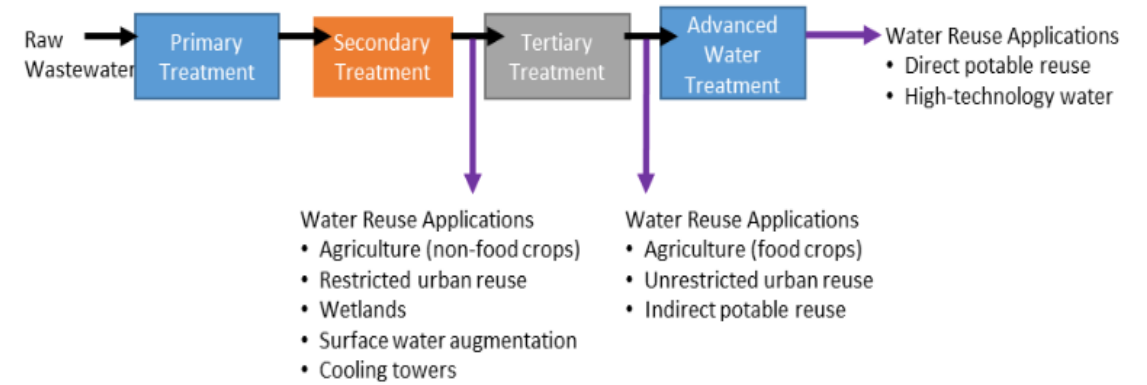 Raw
Wastewater
Primary
Treatment
Secondary
Treatment
Tertiary
Treatment
Advanced
Water
Treatment
Water Reuse Applications
• Direct potable reuse
• High-technology water
Water Reuse Applications
• Agriculture (non-food crops)
• Restricted urban reuse
• Wetlands
• Surface water augmentation
• Cooling towers
Water Reuse Applications
• Agriculture (food crops)
• Unrestricted urban reuse
• Indirect potable reuse